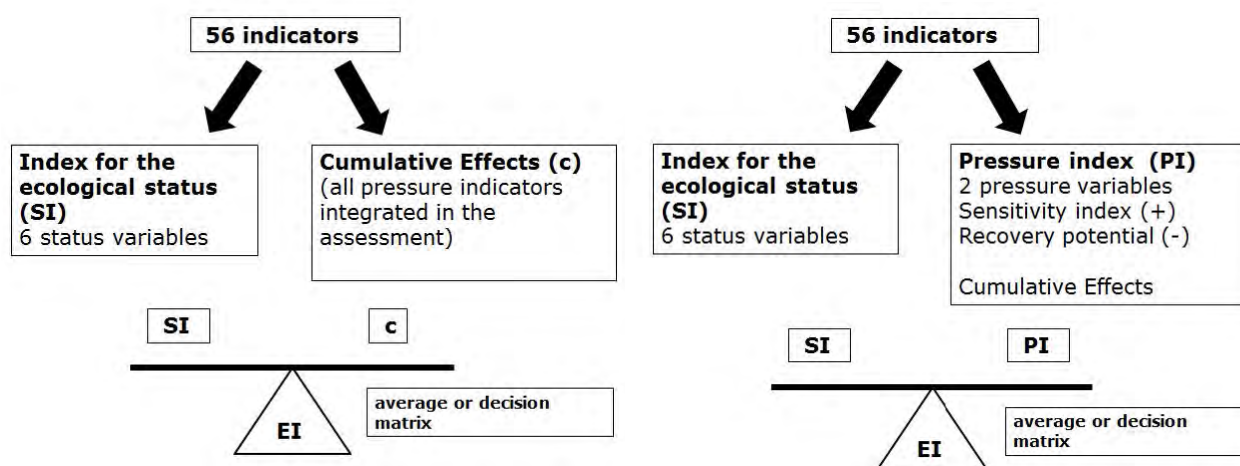 56 indicators
Index for the
ecological status
(SI)
6 status variables
Cumulative Effects (c)
(all pressure indicators
integrated in the
assessment)
SI
c
EI
average or decision
matrix
56 indicators
Index for the
ecological status
(SI)
6 status variables
Pressure index (PI)
2 pressure variables
Sensitivity index (+)
Recovery potential (-)
Cumulative Effects
SI
PI
EI
average or decision
matrix